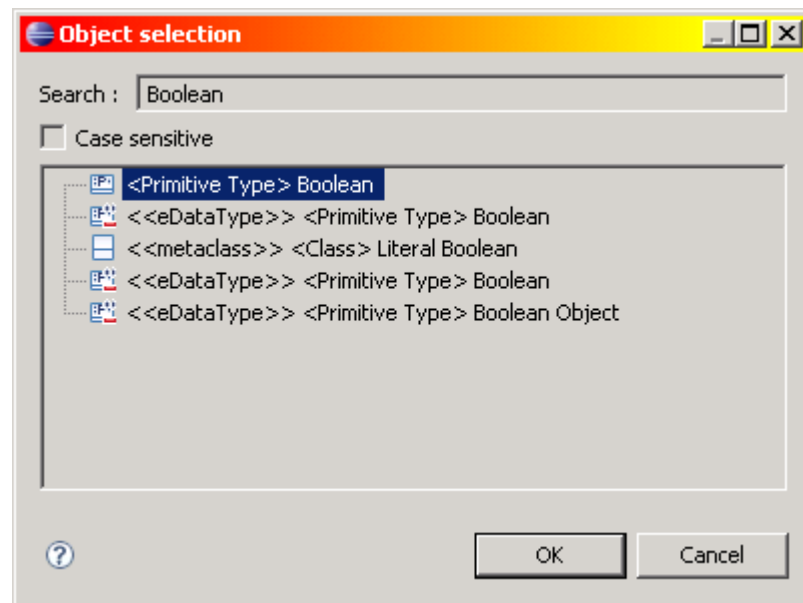 Object selection
Search : Boolean
Case sensitive
<Primitive Type> Boolean
<<eDataType>> <Primitive Type> Boolean
<<metaclass>> <Class> Literal Boolean
<<eDataType>> <Primitive Type> Boolean
<<eDataType>> <Primitive Type> Boolean Object
OK Cancel